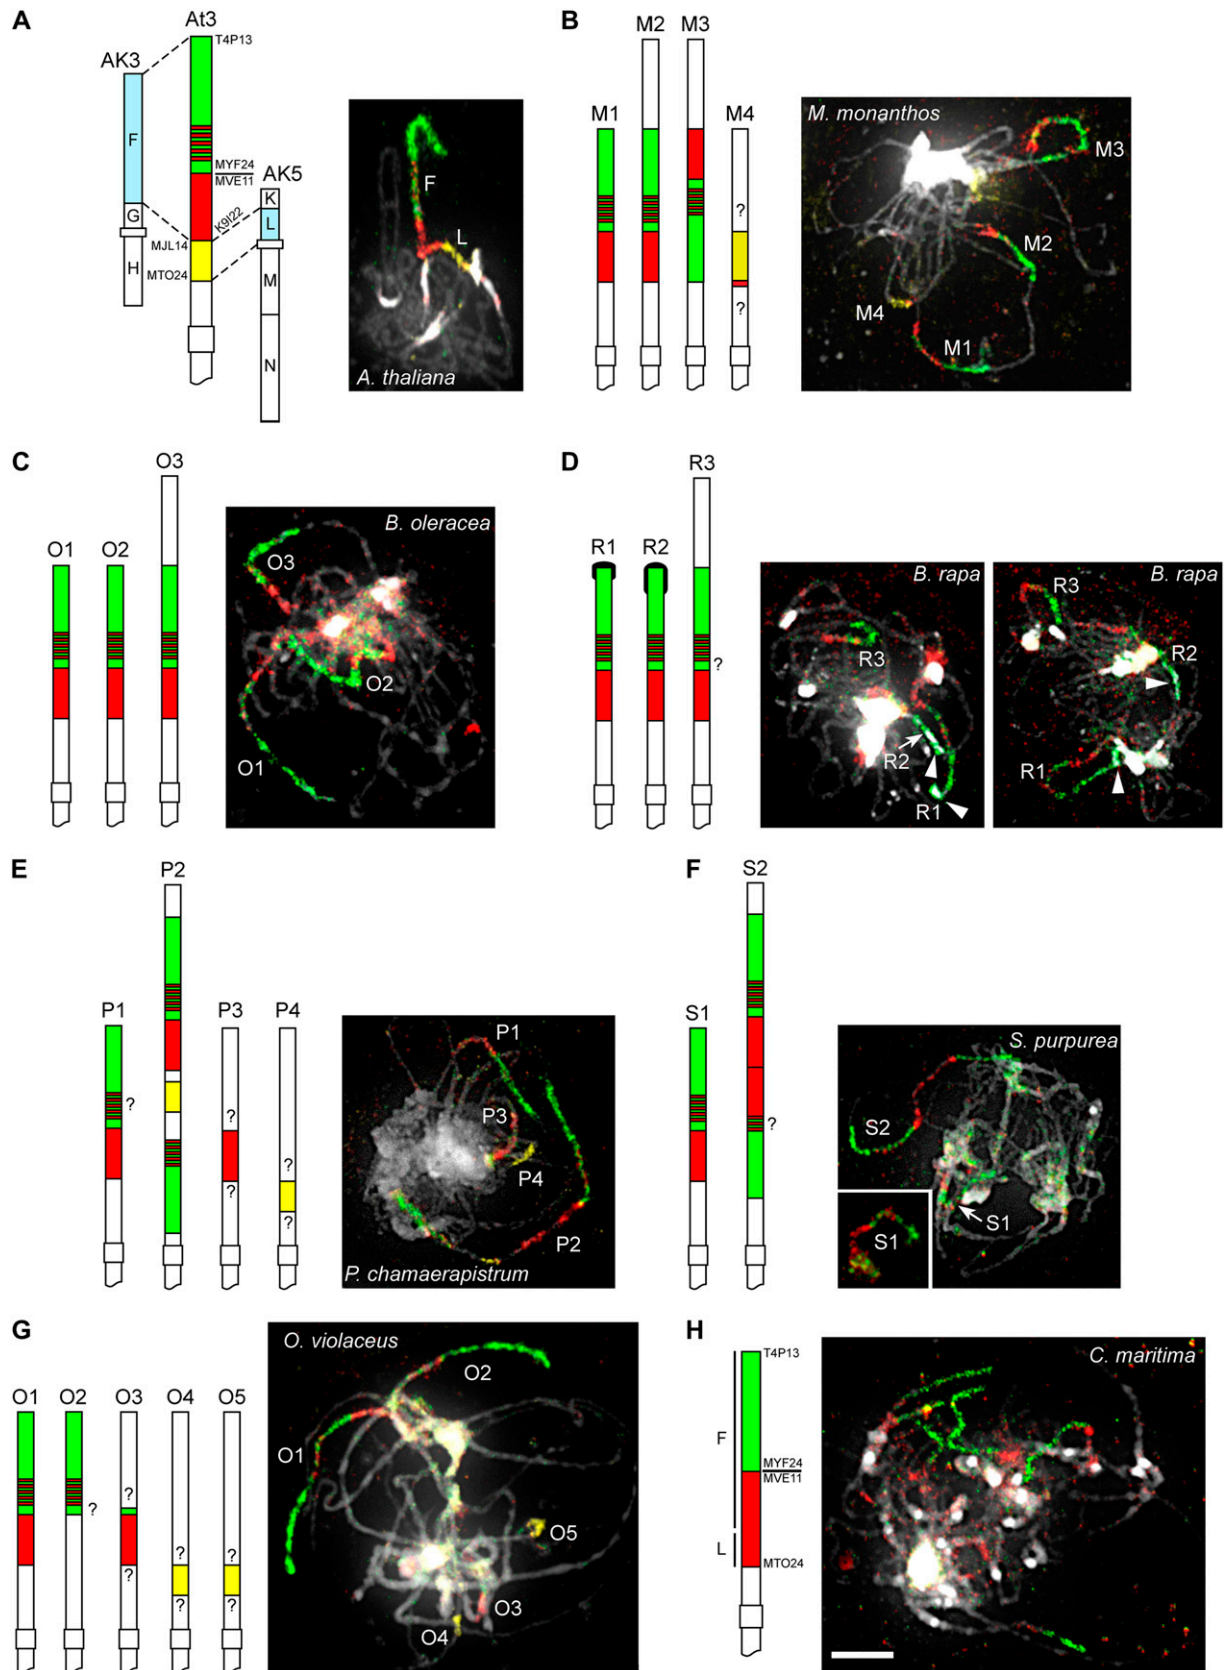 A
At3
T4P13
AK3
F
MYF24
MVE11
AK5
K
G
K9I22
L
MJL14
H
MTO24
M
N
F
L
A. thaliana
B
M2 M3
M1 M4
?
?
M. monanthos
M3
M2
M4
M1
C
O3
O1 O2
B. oleracea
O3
O2
O1
D
R3
R1 R2
?
B. rapa
R3
R2
R1
B. rapa
R3
R2
R1
E
P2
P1 P3 P4
?
?
?
?
?
P1
P3
P4
P2
P. chamaerapistrum
F
S2
S1
?
S. purpurea
S2
S1
S1
G
O1 O2 O3 O4 O5
?
?
?
?
?
?
?
O. violaceus
O2
O1
O5
O3
O4
H
T4P13
F
MYF24
MVE11
L
MTO24
C. maritima